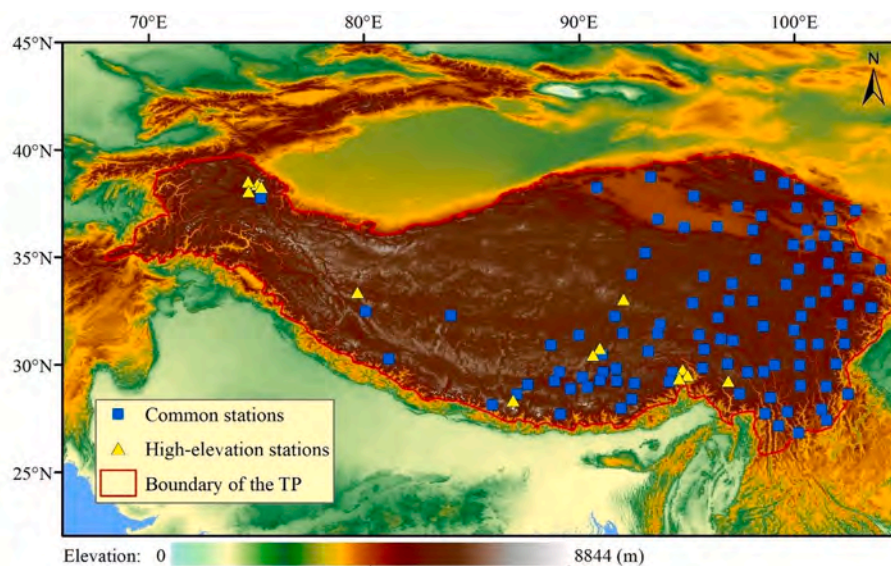 70°E 80°E 90°E 100°E
45°N
N
40°N
35°N
30°N
25°N
Common stations
High-elevation stations
Boundary of the TP
Elevation: 0 8844 (m)